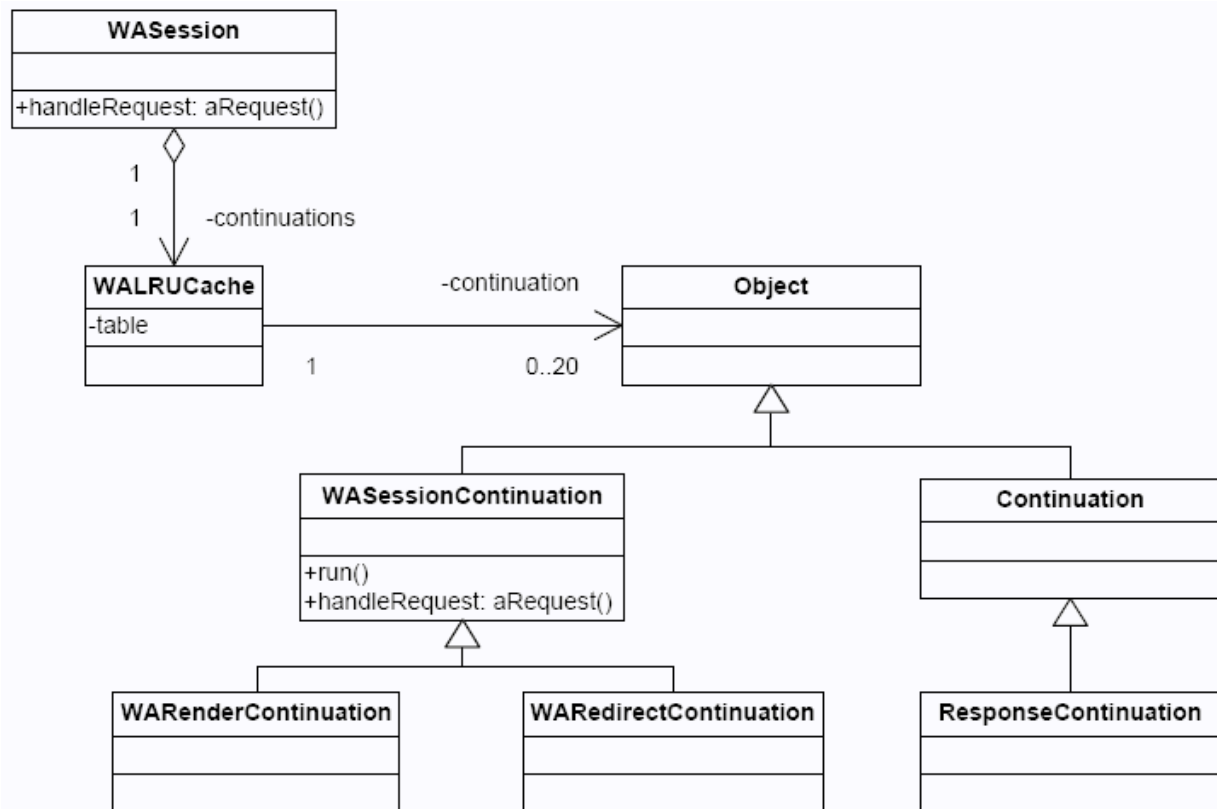 WASession
+handleRequest: aRequest()
1
1 -continuations
WALRUCache
-table
-continuation
1 0..20
Object
WASessionContinuation
+run()
+handleRequest: aRequest()
Continuation
WARenderContinuation
WARedirectContinuation
ResponseContinuation